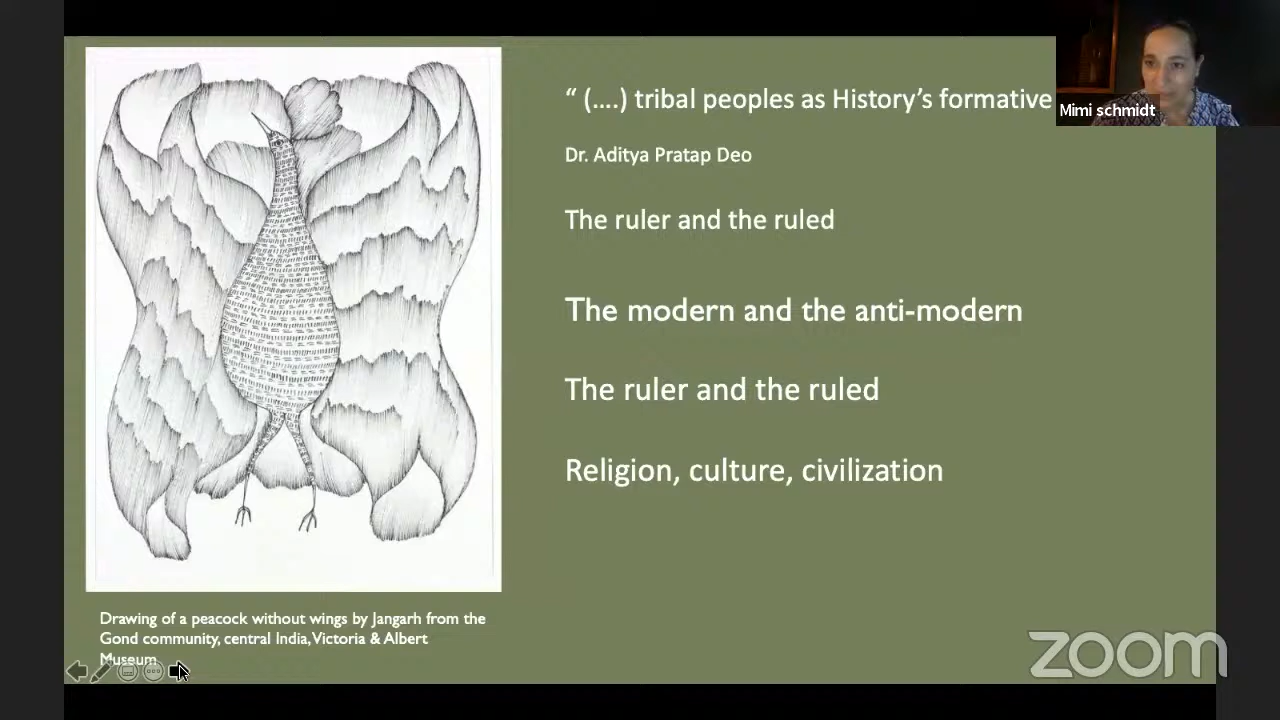 “ (....) tribal peoples as History’s formative
Mimi schmidt
Dr. Aditya Pratap Deo
The ruler and the ruled
The modern and the anti-modern
The ruler and the ruled
Religion, culture, civilization
Drawing of a peacock without wings by Jangarh from the
Gond community, central India, Victoria & Albert
Museum
zoom